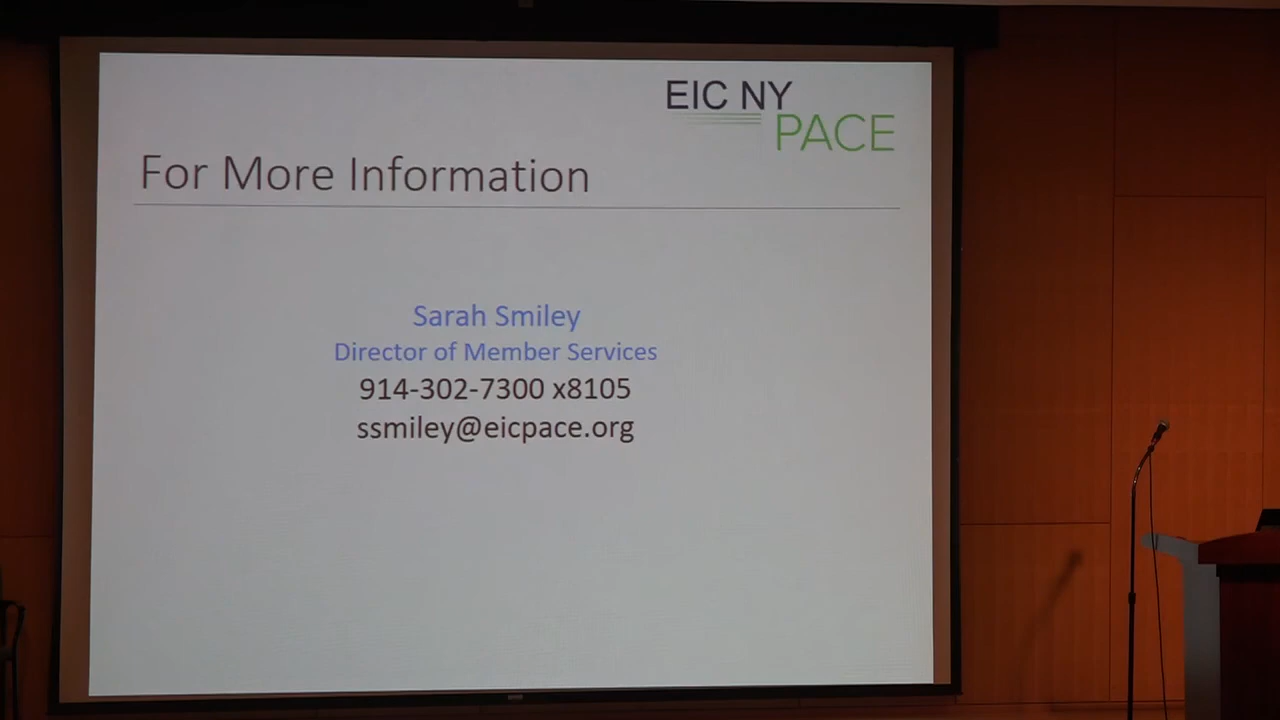 EIC NY
PACE
For More Information
Sarah Smiley
Director of Member Services
914-302-7300 x8105
ssmiley@eicpace.org